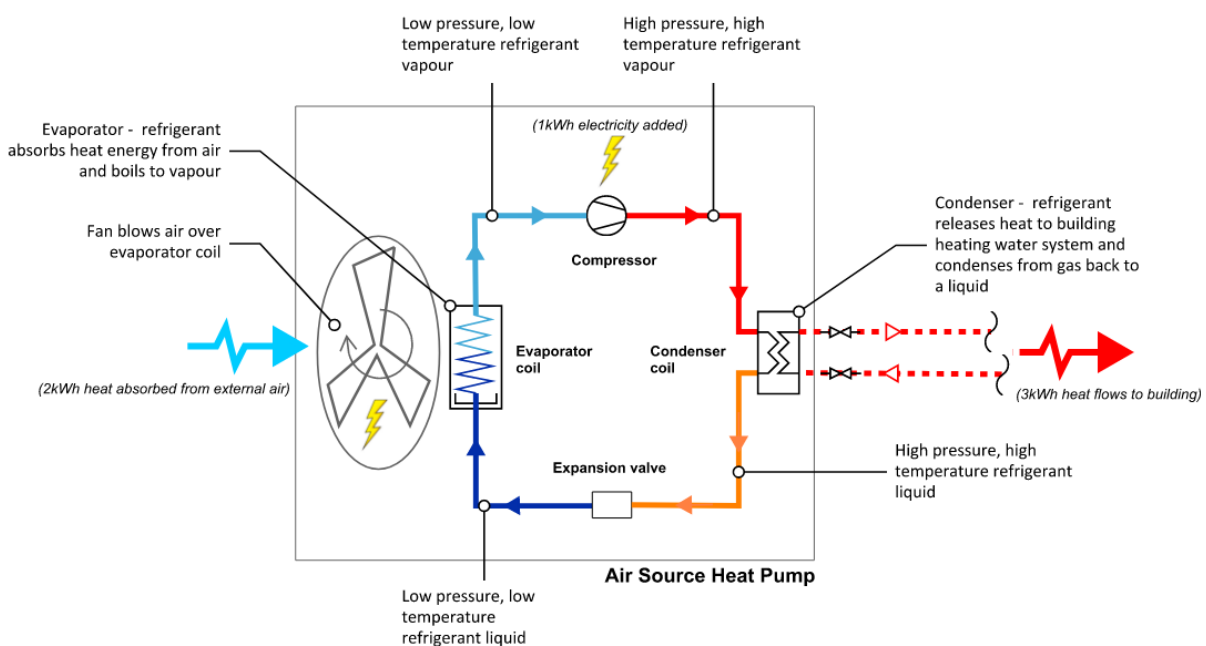 Low pressure, low
temperature refrigerant
vapour
High pressure, high
temperature refrigerant
vapour
(1kWh electricity added)
Evaporator - refrigerant
absorbs heat energy from air
and boils to vapour
Fan blows air over
evaporator coil
Condenser - refrigerant
releases heat to building
heating water system and
condenses from gas back to
a liquid
Compressor
Evaporator
coil
Condenser
coil
(2kWh heat absorbed from external air)
(3kWh heat flows to building)
Expansion valve
High pressure, high
temperature refrigerant
liquid
Air Source Heat Pump
Low pressure, low
temperature
refrigerant liquid